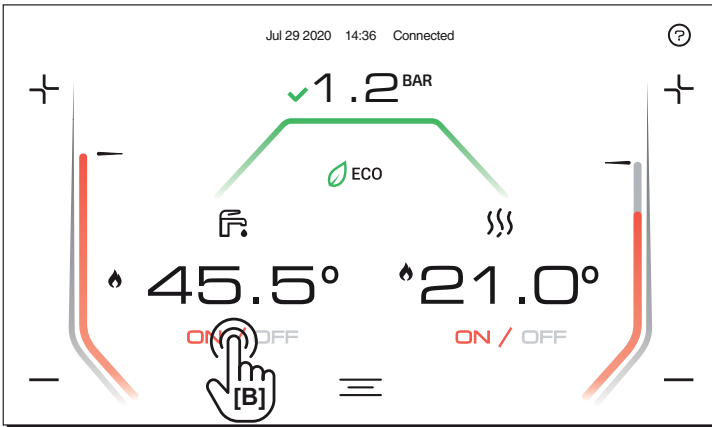 Jul 29 2020 14:36 Connected
?
1.2 BAR
ECO
45.5° 21.0°
ON / OFF ON / OFF
[B]